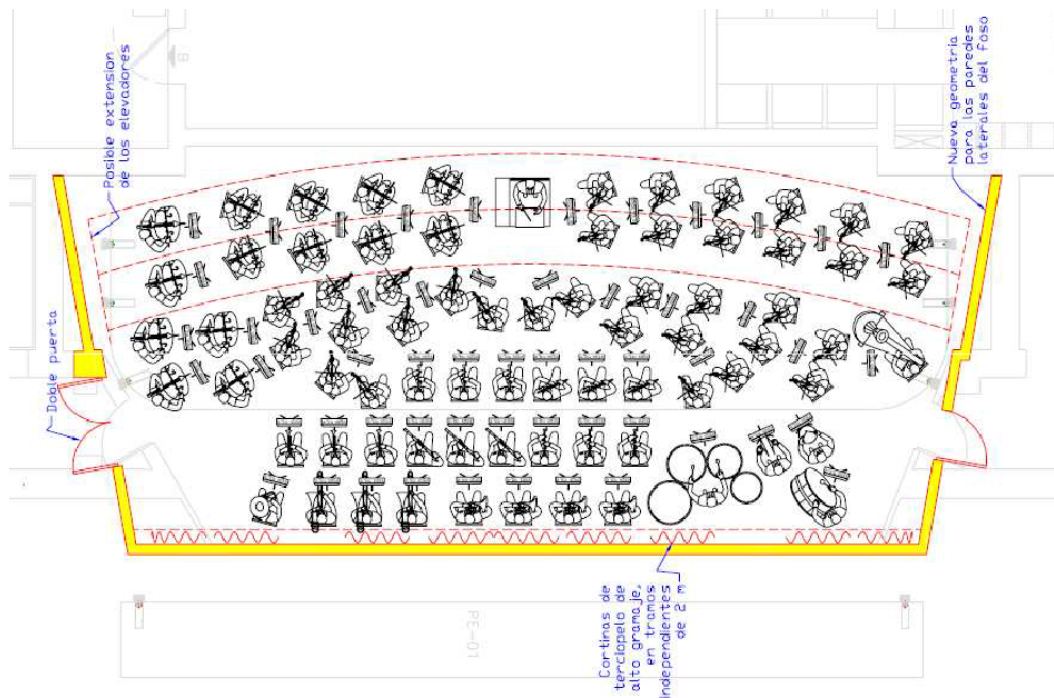 Posible extension
de los elevadores
Nueva geometria
para las paredes
laterales del foso
Doble puerta
Cortinas de
terciopelo de
alto gramaje,
en tramos
independientes
de 2 m
PE-01
B